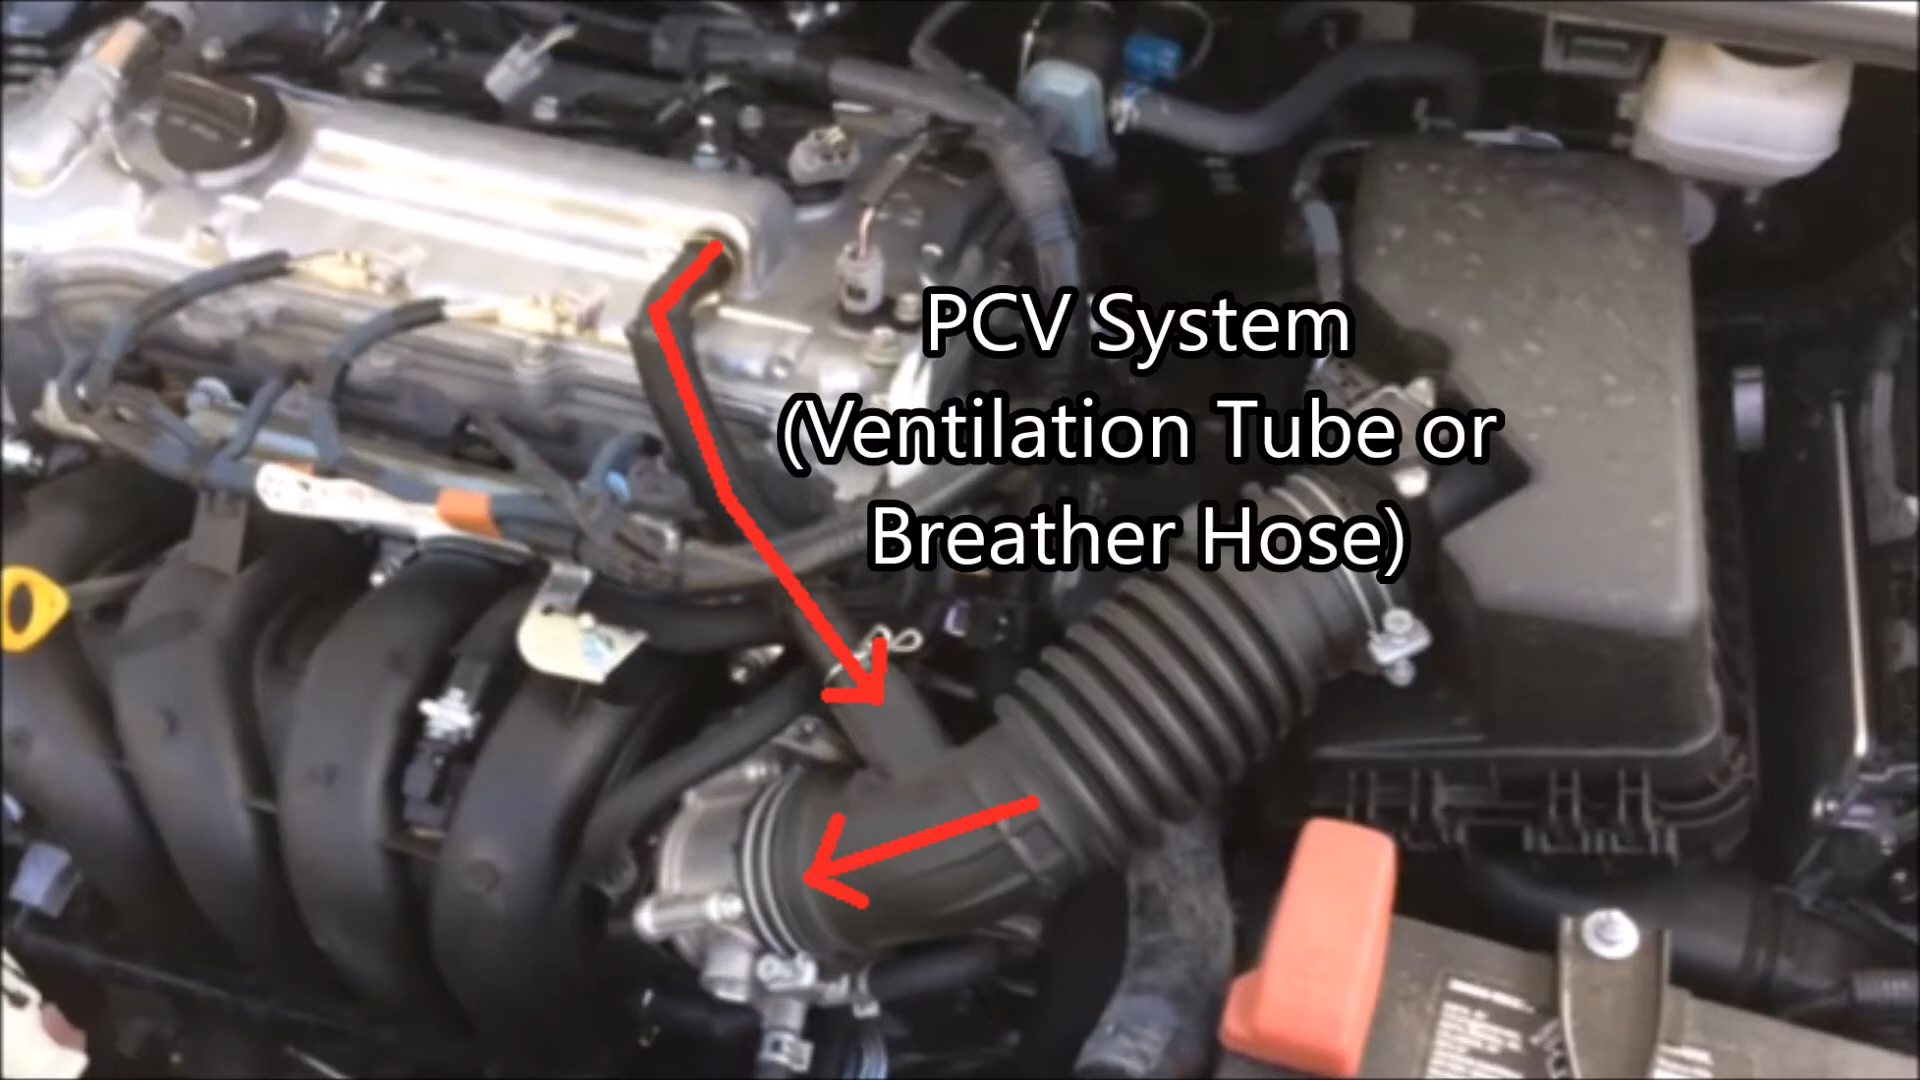 PCV System
(Ventilation Tube or
Breather Hose)